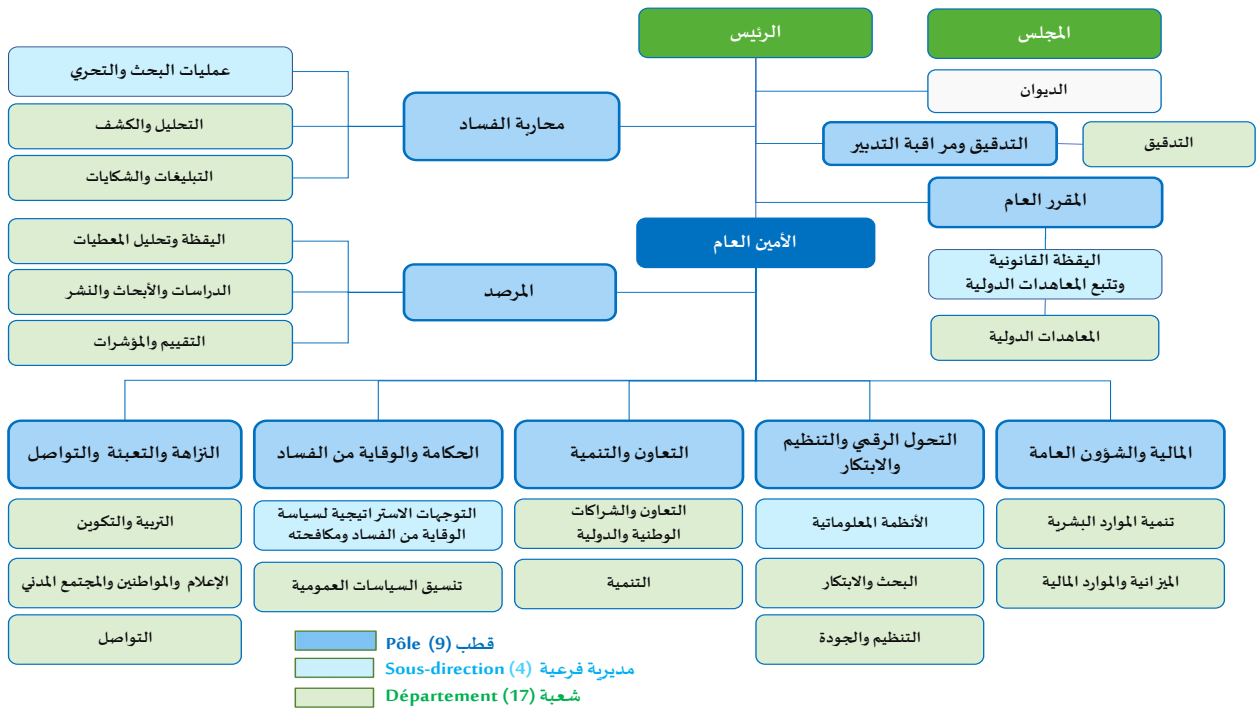 المجلس
الرئيس
الديوان
عمليات البحث والتحري
محاربة الفساد
التحليل والكشف
التبليغات والشكايات
التدقيق ومراقبة التدبير
التدقيق
المقرر العام
اليقظة القانونية
وتتبع المعاهدات الدولية
المعاهدات الدولية
الأمين العام
المرصد
اليقظة وتحليل المعطيات
الدراسات والأبحاث والنشر
التقييم والمؤشرات
المالية والشؤون العامة
تنمية الموارد البشرية
الميزانية والموارد المالية
التحول الرقمي والتنظيم
والابتكار
الأنظمة المعلوماتية
البحث والابتكار
التنظيم والجودة
التعاون والتنمية
التعاون والشراكات
الوطنية والدولية
التنمية
الحكامة والوقاية من الفساد
التوجهات الاستراتيجية لسياسة
الوقاية من الفساد ومكافحته
تنسيق السياسات العمومية
النزاهة والتعبئة والتواصل
التربية والتكوين
الإعلام والمواطنين والمجتمع المدني
التواصل
Pôle (9) قطب
Sous-direction (4) مديرية فرعية
Département (17) شعبة